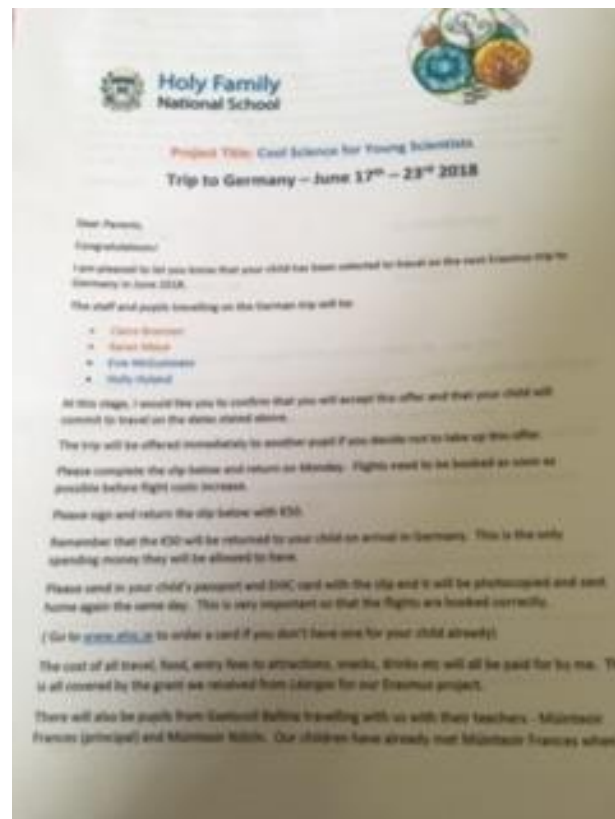 Holy Family
National School
Project Title: Cool Science for Young Scientists
Trip to Germany – June 17th – 23rd 2018
Dear Parents,
Congratulations!
I am pleased to let you know that your child has been selected to travel on the next Erasmus trip to
Germany in June 2018.
The staff and pupils travelling on the German trip will be:
At this stage, I would like you to confirm that you will accept the offer and that your child will
commit to travel on the dates stated above.
The trip will be offered immediately to another pupil if you decide not to take up this offer.
Please complete the slip below and return on Monday. Flights need to be booked as soon as
possible before flight costs increase.
Please sign and return the slip below with €50.
Remember that the €50 will be returned to your child on arrival in Germany. This is the only
spending money they will be allowed to have.
Please send in your child's passport and EHIC card with the slip and it will be photocopied and sent
home again the same day. This is very important so that the flights are booked correctly.
( Go to www.ehic.ie to order a card if you don't have one for your child already)
The cost of all travel, food, entry fees to attractions, snacks, drinks etc will all be paid for by me. T
is all covered by the grant we received from Léargas for our Erasmus project.
There will also be pupils from Ballina travelling with us with their teachers - Múinteoir
Frances (principal) and Múinteoir. Our children have already met Múinteoir Frances when